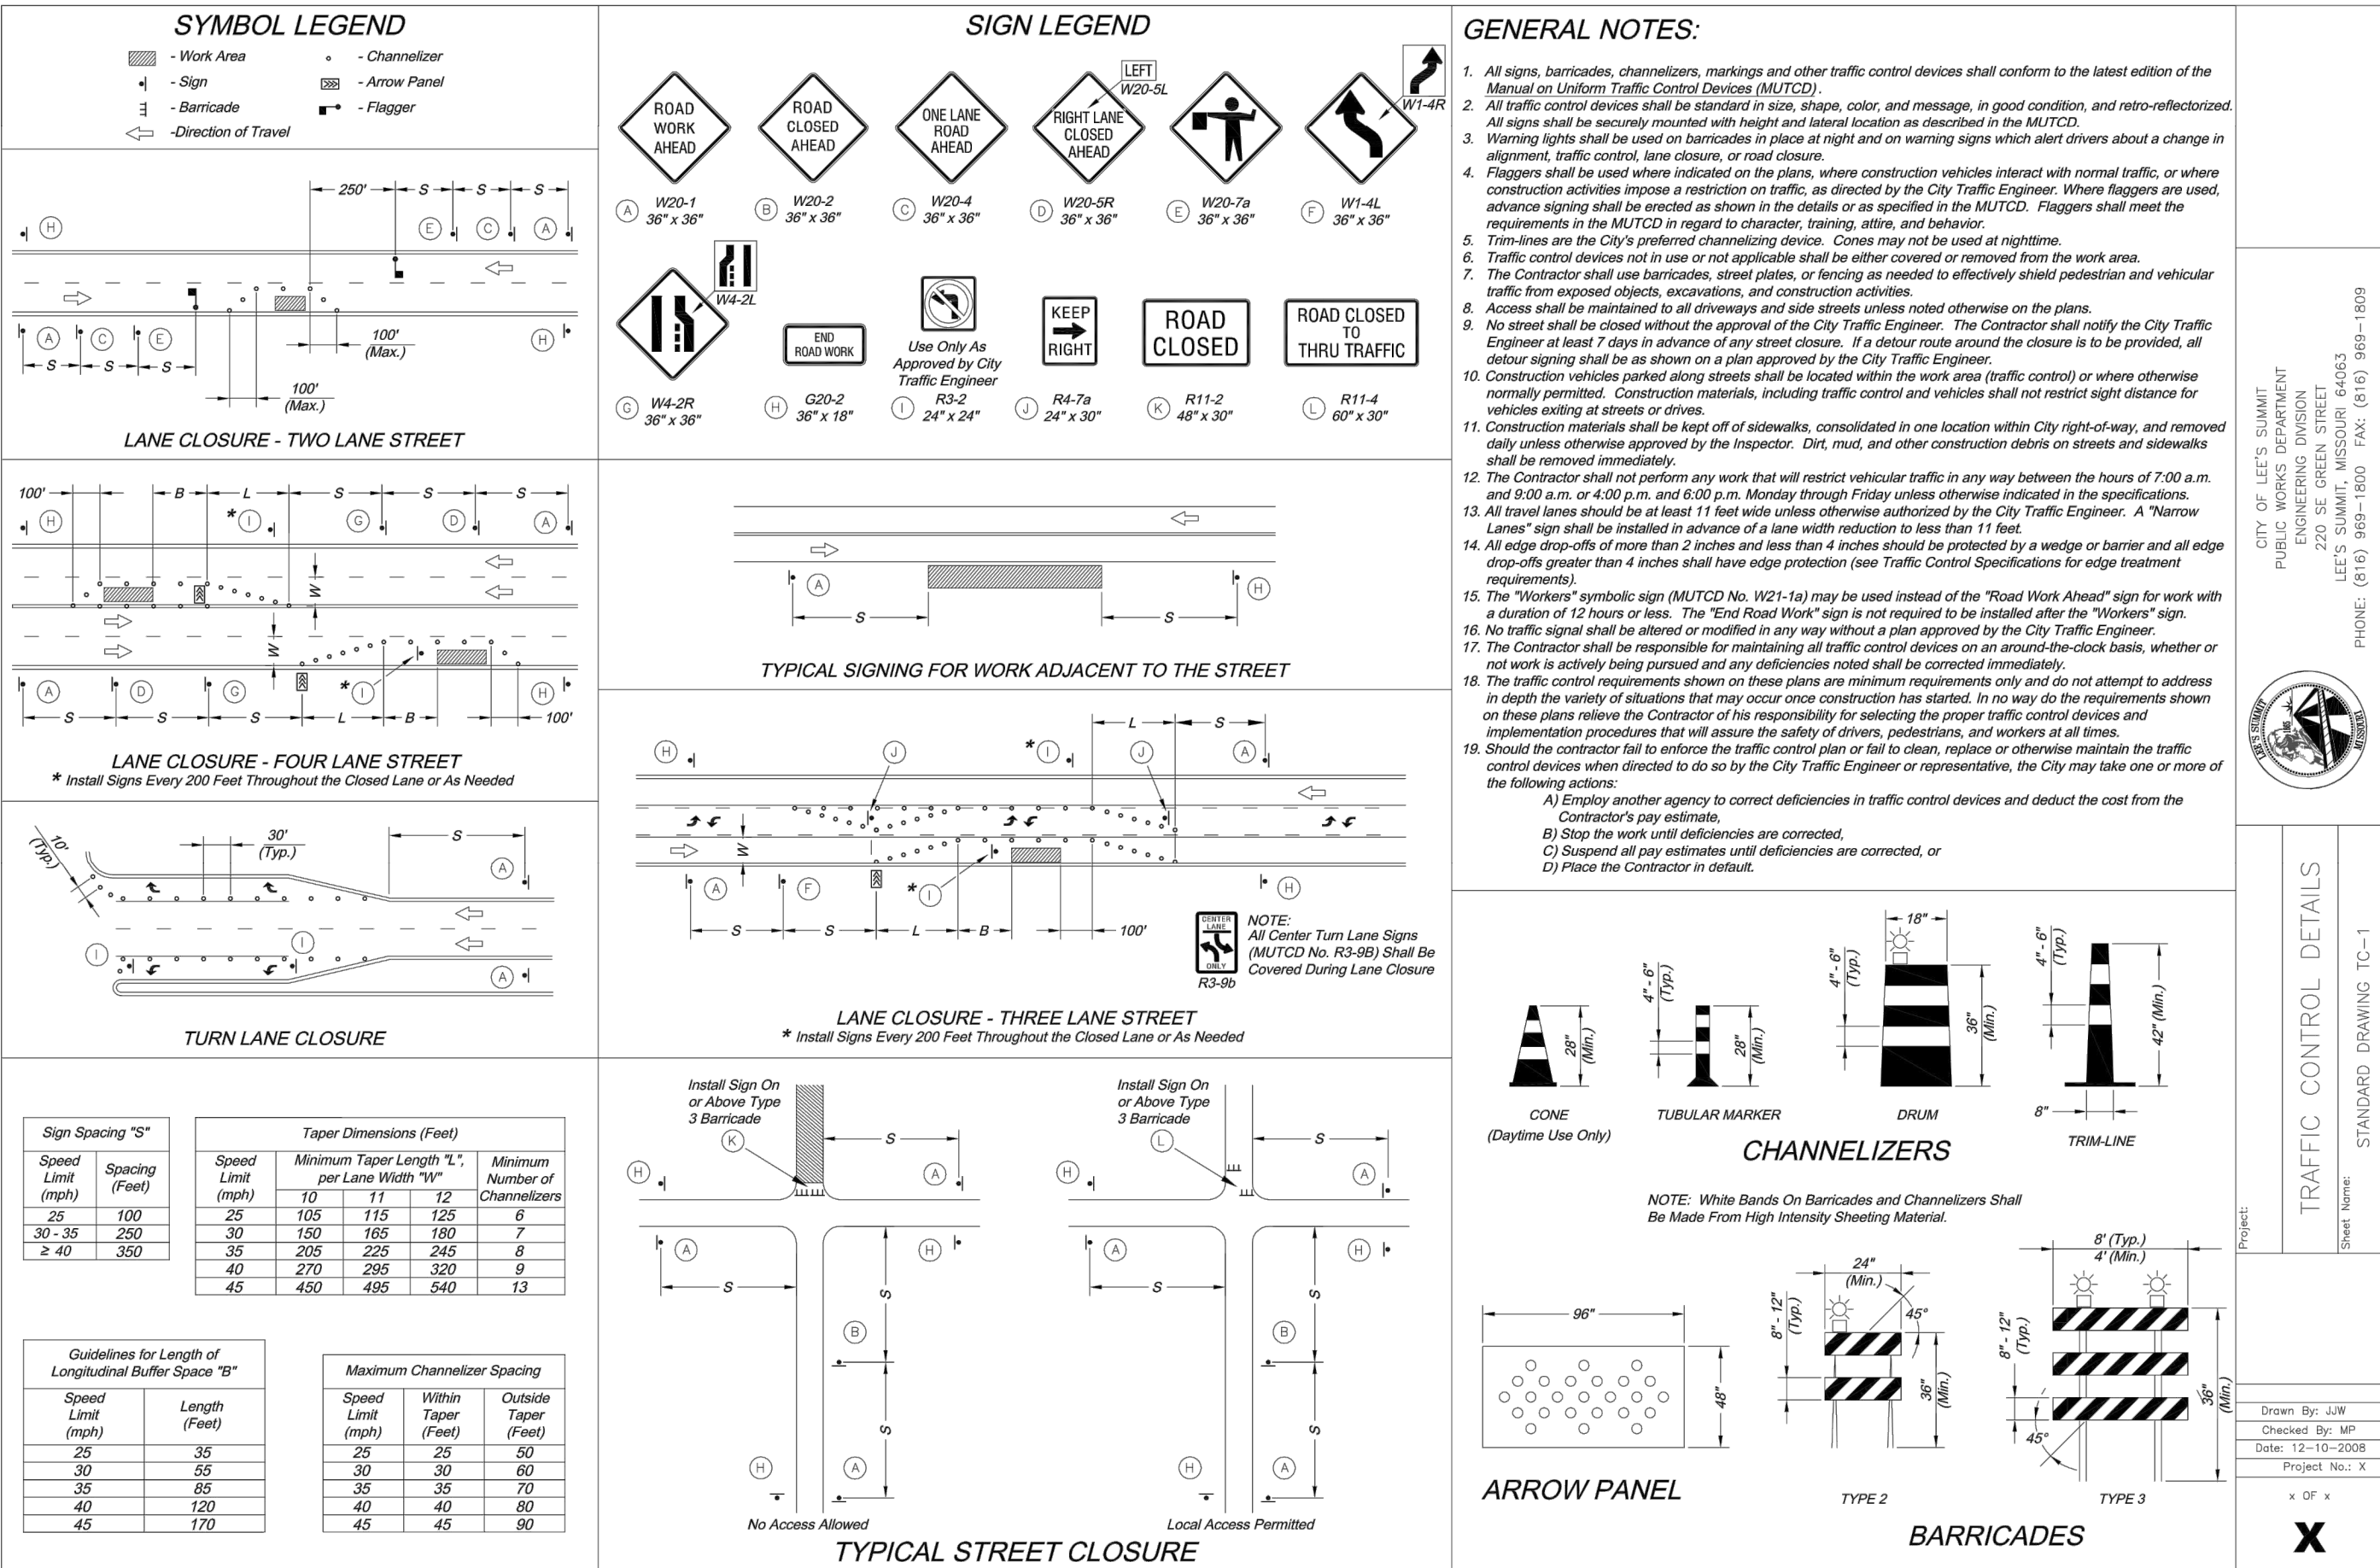 SYMBOL LEGEND
- Work Area
- Channelizer
- Sign
- Arrow Panel
- Barricade
- Flagger
-Direction of Travel
250'
S
S
S
H
E
C
A
A
C
E
H
S
S
S
100'
(Max.)
100'
(Max.)
LANE CLOSURE - TWO LANE STREET
100'
B
L
S
S
S
H
* I
G
D
A
W
W
A
D
G
* I
H
S
S
S
L
B
100'
LANE CLOSURE - FOUR LANE STREET
* Install Signs Every 200 Feet Throughout the Closed Lane or As Needed
10'
(Typ.)
30'
(Typ.)
S
A
I
I
A
TURN LANE CLOSURE
Sign Spacing "S"
Speed Limit (mph) Spacing (Feet)
25 100
30 - 35 250
≥ 40 350
Taper Dimensions (Feet)
Speed Limit (mph) Minimum Taper Length "L", per Lane Width "W" Minimum Number of Channelizers
10 11 12
25 105 115 125 6
30 150 165 180 7
35 205 225 245 8
40 270 295 320 9
45 450 495 540 13
Guidelines for Length of
Longitudinal Buffer Space "B"
Speed Limit (mph) Length (Feet)
25 35
30 55
35 85
40 120
45 170
Maximum Channelizer Spacing
Speed Limit (mph) Within Taper (Feet) Outside Taper (Feet)
25 25 50
30 30 60
35 35 70
40 40 80
45 45 90
SIGN LEGEND
ROAD
WORK
AHEAD
A W20-1
36" x 36"
ROAD
CLOSED
AHEAD
B W20-2
36" x 36"
ONE LANE
ROAD
AHEAD
C W20-4
36" x 36"
LEFT
W20-5L
RIGHT LANE
CLOSED
AHEAD
D W20-5R
36" x 36"
E W20-7a
36" x 36"
W1-4R
F W1-4L
36" x 36"
W4-2L
G W4-2R
36" x 36"
END
ROAD WORK
H G20-2
36" x 18"
Use Only As
Approved by City
Traffic Engineer
I R3-2
24" x 24"
KEEP
RIGHT
J R4-7a
24" x 30"
ROAD
CLOSED
K R11-2
48" x 30"
ROAD CLOSED
TO
THRU TRAFFIC
L R11-4
60" x 30"
A
H
S
S
TYPICAL SIGNING FOR WORK ADJACENT TO THE STREET
L
S
H
J
* I
J
A
W
A
F
* I
H
S
S
L
B
100'
CENTER
LANE
ONLY
R3-9b
NOTE:
All Center Turn Lane Signs
(MUTCD No. R3-9B) Shall Be
Covered During Lane Closure
LANE CLOSURE - THREE LANE STREET
* Install Signs Every 200 Feet Throughout the Closed Lane or As Needed
Install Sign On
or Above Type
3 Barricade
K
S
H
A
A
H
S
S
B
S
H
A
No Access Allowed
Install Sign On
or Above Type
3 Barricade
L
S
H
A
A
H
S
S
B
S
H
A
Local Access Permitted
TYPICAL STREET CLOSURE
GENERAL NOTES:
1. All signs, barricades, channelizers, markings and other traffic control devices shall conform to the latest edition of the
Manual on Uniform Traffic Control Devices (MUTCD) .
2. All traffic control devices shall be standard in size, shape, color, and message, in good condition, and retro-reflectorized.
All signs shall be securely mounted with height and lateral location as described in the MUTCD.
3. Warning lights shall be used on barricades in place at night and on warning signs which alert drivers about a change in
alignment, traffic control, lane closure, or road closure.
4. Flaggers shall be used where indicated on the plans, where construction vehicles interact with normal traffic, or where
construction activities impose a restriction on traffic, as directed by the City Traffic Engineer. Where flaggers are used,
advance signing shall be erected as shown in the details or as specified in the MUTCD. Flaggers shall meet the
requirements in the MUTCD in regard to character, training, attire, and behavior.
5. Trim-lines are the City's preferred channelizing device. Cones may not be used at nighttime.
6. Traffic control devices not in use or not applicable shall be either covered or removed from the work area.
7. The Contractor shall use barricades, street plates, or fencing as needed to effectively shield pedestrian and vehicular
traffic from exposed objects, excavations, and construction activities.
8. Access shall be maintained to all driveways and side streets unless noted otherwise on the plans.
9. No street shall be closed without the approval of the City Traffic Engineer. The Contractor shall notify the City Traffic
Engineer at least 7 days in advance of any street closure. If a detour route around the closure is to be provided, all
detour signing shall be as shown on a plan approved by the City Traffic Engineer.
10. Construction vehicles parked along streets shall be located within the work area (traffic control) or where otherwise
normally permitted. Construction materials, including traffic control and vehicles shall not restrict sight distance for
vehicles exiting at streets or drives.
11. Construction materials shall be kept off of sidewalks, consolidated in one location within City right-of-way, and removed
daily unless otherwise approved by the Inspector. Dirt, mud, and other construction debris on streets and sidewalks
shall be removed immediately.
12. The Contractor shall not perform any work that will restrict vehicular traffic in any way between the hours of 7:00 a.m.
and 9:00 a.m. or 4:00 p.m. and 6:00 p.m. Monday through Friday unless otherwise indicated in the specifications.
13. All travel lanes should be at least 11 feet wide unless otherwise authorized by the City Traffic Engineer. A "Narrow
Lanes" sign shall be installed in advance of a lane width reduction to less than 11 feet.
14. All edge drop-offs of more than 2 inches and less than 4 inches should be protected by a wedge or barrier and all edge
drop-offs greater than 4 inches shall have edge protection (see Traffic Control Specifications for edge treatment
requirements).
15. The "Workers" symbolic sign (MUTCD No. W21-1a) may be used instead of the "Road Work Ahead" sign for work with
a duration of 12 hours or less. The "End Road Work" sign is not required to be installed after the "Workers" sign.
16. No traffic signal shall be altered or modified in any way without a plan approved by the City Traffic Engineer.
17. The Contractor shall be responsible for maintaining all traffic control devices on an around-the-clock basis, whether or
not work is actively being pursued and any deficiencies noted shall be corrected immediately.
18. The traffic control requirements shown on these plans are minimum requirements only and do not attempt to address
in depth the variety of situations that may occur once construction has started. In no way do the requirements shown
on these plans relieve the Contractor of his responsibility for selecting the proper traffic control devices and
implementation procedures that will assure the safety of drivers, pedestrians, and workers at all times.
19. Should the contractor fail to enforce the traffic control plan or fail to clean, replace or otherwise maintain the traffic
control devices when directed to do so by the City Traffic Engineer or representative, the City may take one or more of
the following actions:
A) Employ another agency to correct deficiencies in traffic control devices and deduct the cost from the
Contractor's pay estimate,
B) Stop the work until deficiencies are corrected,
C) Suspend all pay estimates until deficiencies are corrected, or
D) Place the Contractor in default.
28"
(Min.)
CONE
(Daytime Use Only)
4" - 6"
(Typ.)
28"
(Min.)
TUBULAR MARKER
18"
4" - 6"
(Typ.)
36"
(Min.)
DRUM
4" - 6"
(Typ.)
42" (Min.)
8"
TRIM-LINE
CHANNELIZERS
NOTE: White Bands On Barricades and Channelizers Shall
Be Made From High Intensity Sheeting Material.
96"
48"
ARROW PANEL
24"
(Min.)
8" - 12"
(Typ.)
45°
36"
(Min.)
TYPE 2
8' (Typ.)
4' (Min.)
8" - 12"
(Typ.)
45°
36"
(Min.)
TYPE 3
BARRICADES
CITY OF LEE'S SUMMIT
PUBLIC WORKS DEPARTMENT
ENGINEERING DIVISION
220 SE GREEN STREET
LEE'S SUMMIT, MISSOURI 64063
PHONE: (816) 969-1800 FAX: (816) 969-1809
LEE'S SUMMIT
1865
MISSOURI
Project:
TRAFFIC CONTROL DETAILS
Sheet Name:
STANDARD DRAWING TC-1
Drawn By: JJW
Checked By: MP
Date: 12-10-2008
Project No.: X
x OF x
X